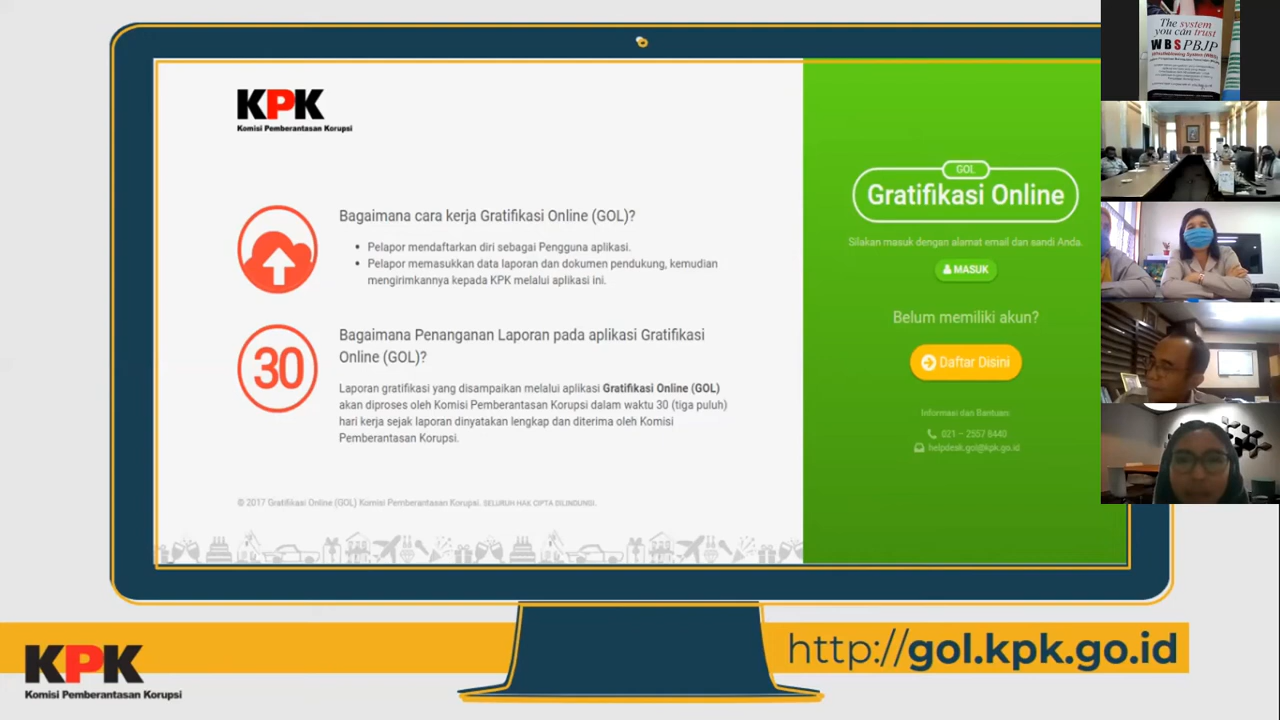 KPK
Komisi Pemberantasan Korupsi
Bagaimana cara kerja Gratifikasi Online (GOL)?
• Pelapor mendaftarkan diri sebagai Pengguna aplikasi.
• Pelapor memasukkan data laporan dan dokumen pendukung, kemudian
mengirimkannya kepada KPK melalui aplikasi ini.
30
Bagaimana Penanganan Laporan pada aplikasi Gratifikasi
Online (GOL)?
Laporan gratifikasi yang disampaikan melalui aplikasi Gratifikasi Online (GOL)
akan diproses oleh Komisi Pemberantasan Korupsi dalam waktu 30 (tiga puluh)
hari kerja sejak laporan dinyatakan lengkap dan diterima oleh Komisi
Pemberantasan Korupsi.
© 2017 Gratifikasi Online (GOL) Komisi Pemberantasan Korupsi. SELURUH HAK CIPTA DILINDUNGI.
GOL
Gratifikasi Online
Silakan masuk dengan alamat email dan sandi Anda.
MASUK
Belum memiliki akun?
Daftar Disini
Informasi dan Bantuan:
021 – 2557 8440
helpdesk.gol@kpk.go.id
The system
you can trust
WBS PBJP
http://gol.kpk.go.id
KPK
Komisi Pemberantasan Korupsi